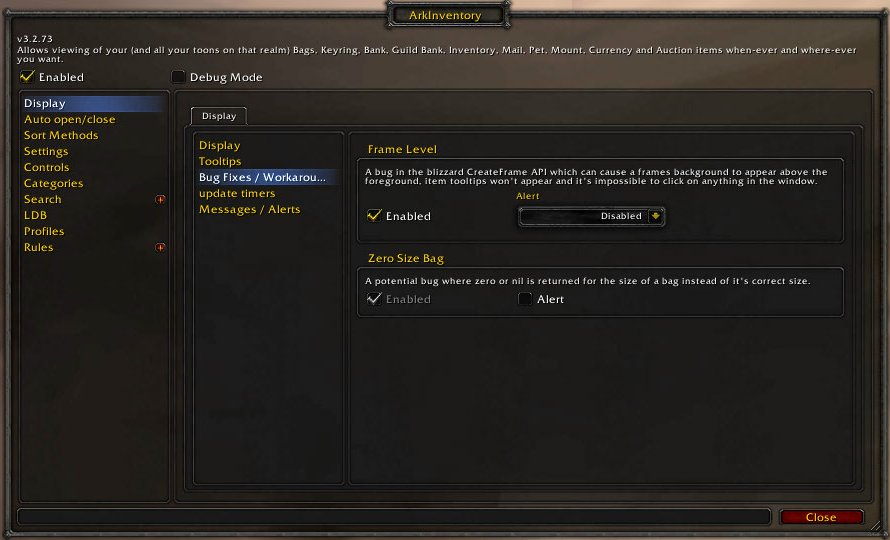 ArkInventory
v3.2.73
Allows viewing of your (and all your toons on that realm) Bags, Keyring, Bank, Guild Bank, Inventory, Mail, Pet, Mount, Currency and Auction items when-ever and where-ever
you want.
Enabled
Debug Mode
Display
Auto open/close
Sort Methods
Settings
Controls
Categories
Search
LDB
Profiles
Rules
Display
Display
Tooltips
Bug Fixes / Workarou...
update timers
Messages / Alerts
Frame Level
A bug in the blizzard CreateFrame API which can cause a frames background to appear above the
foreground, item tooltips won't appear and it's impossible to click on anything in the window.
Alert
Enabled
Disabled
Zero Size Bag
A potential bug where zero or nil is returned for the size of a bag instead of it's correct size.
Enabled
Alert
Close